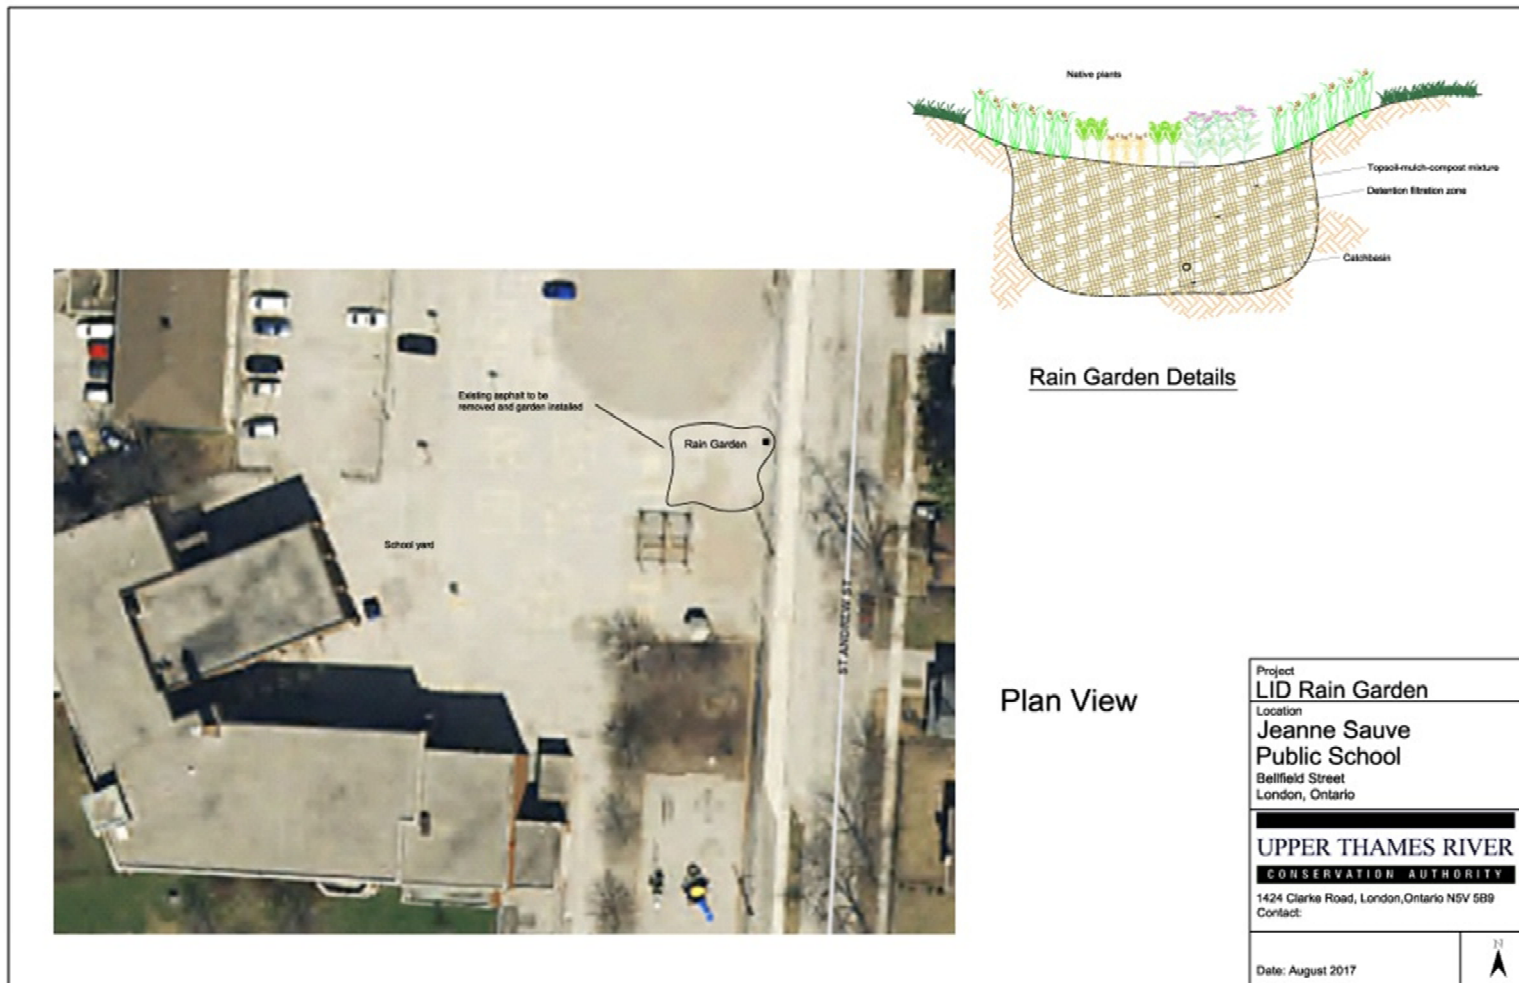 Native plants
Topsoil-mulch-compost mixture
Detention filtration zone
Catchbasin
Rain Garden Details
Existing asphalt to be
removed and garden installed
Rain Garden
School yard
ST.ANDREW ST
Plan View
Project
LID Rain Garden
Location
Jeanne Sauve
Public School
Bellfield Street
London, Ontario
UPPER THAMES RIVER
CONSERVATION AUTHORITY
1424 Clarke Road, London,Ontario N5V 5B9
Contact:
Date: August 2017
N